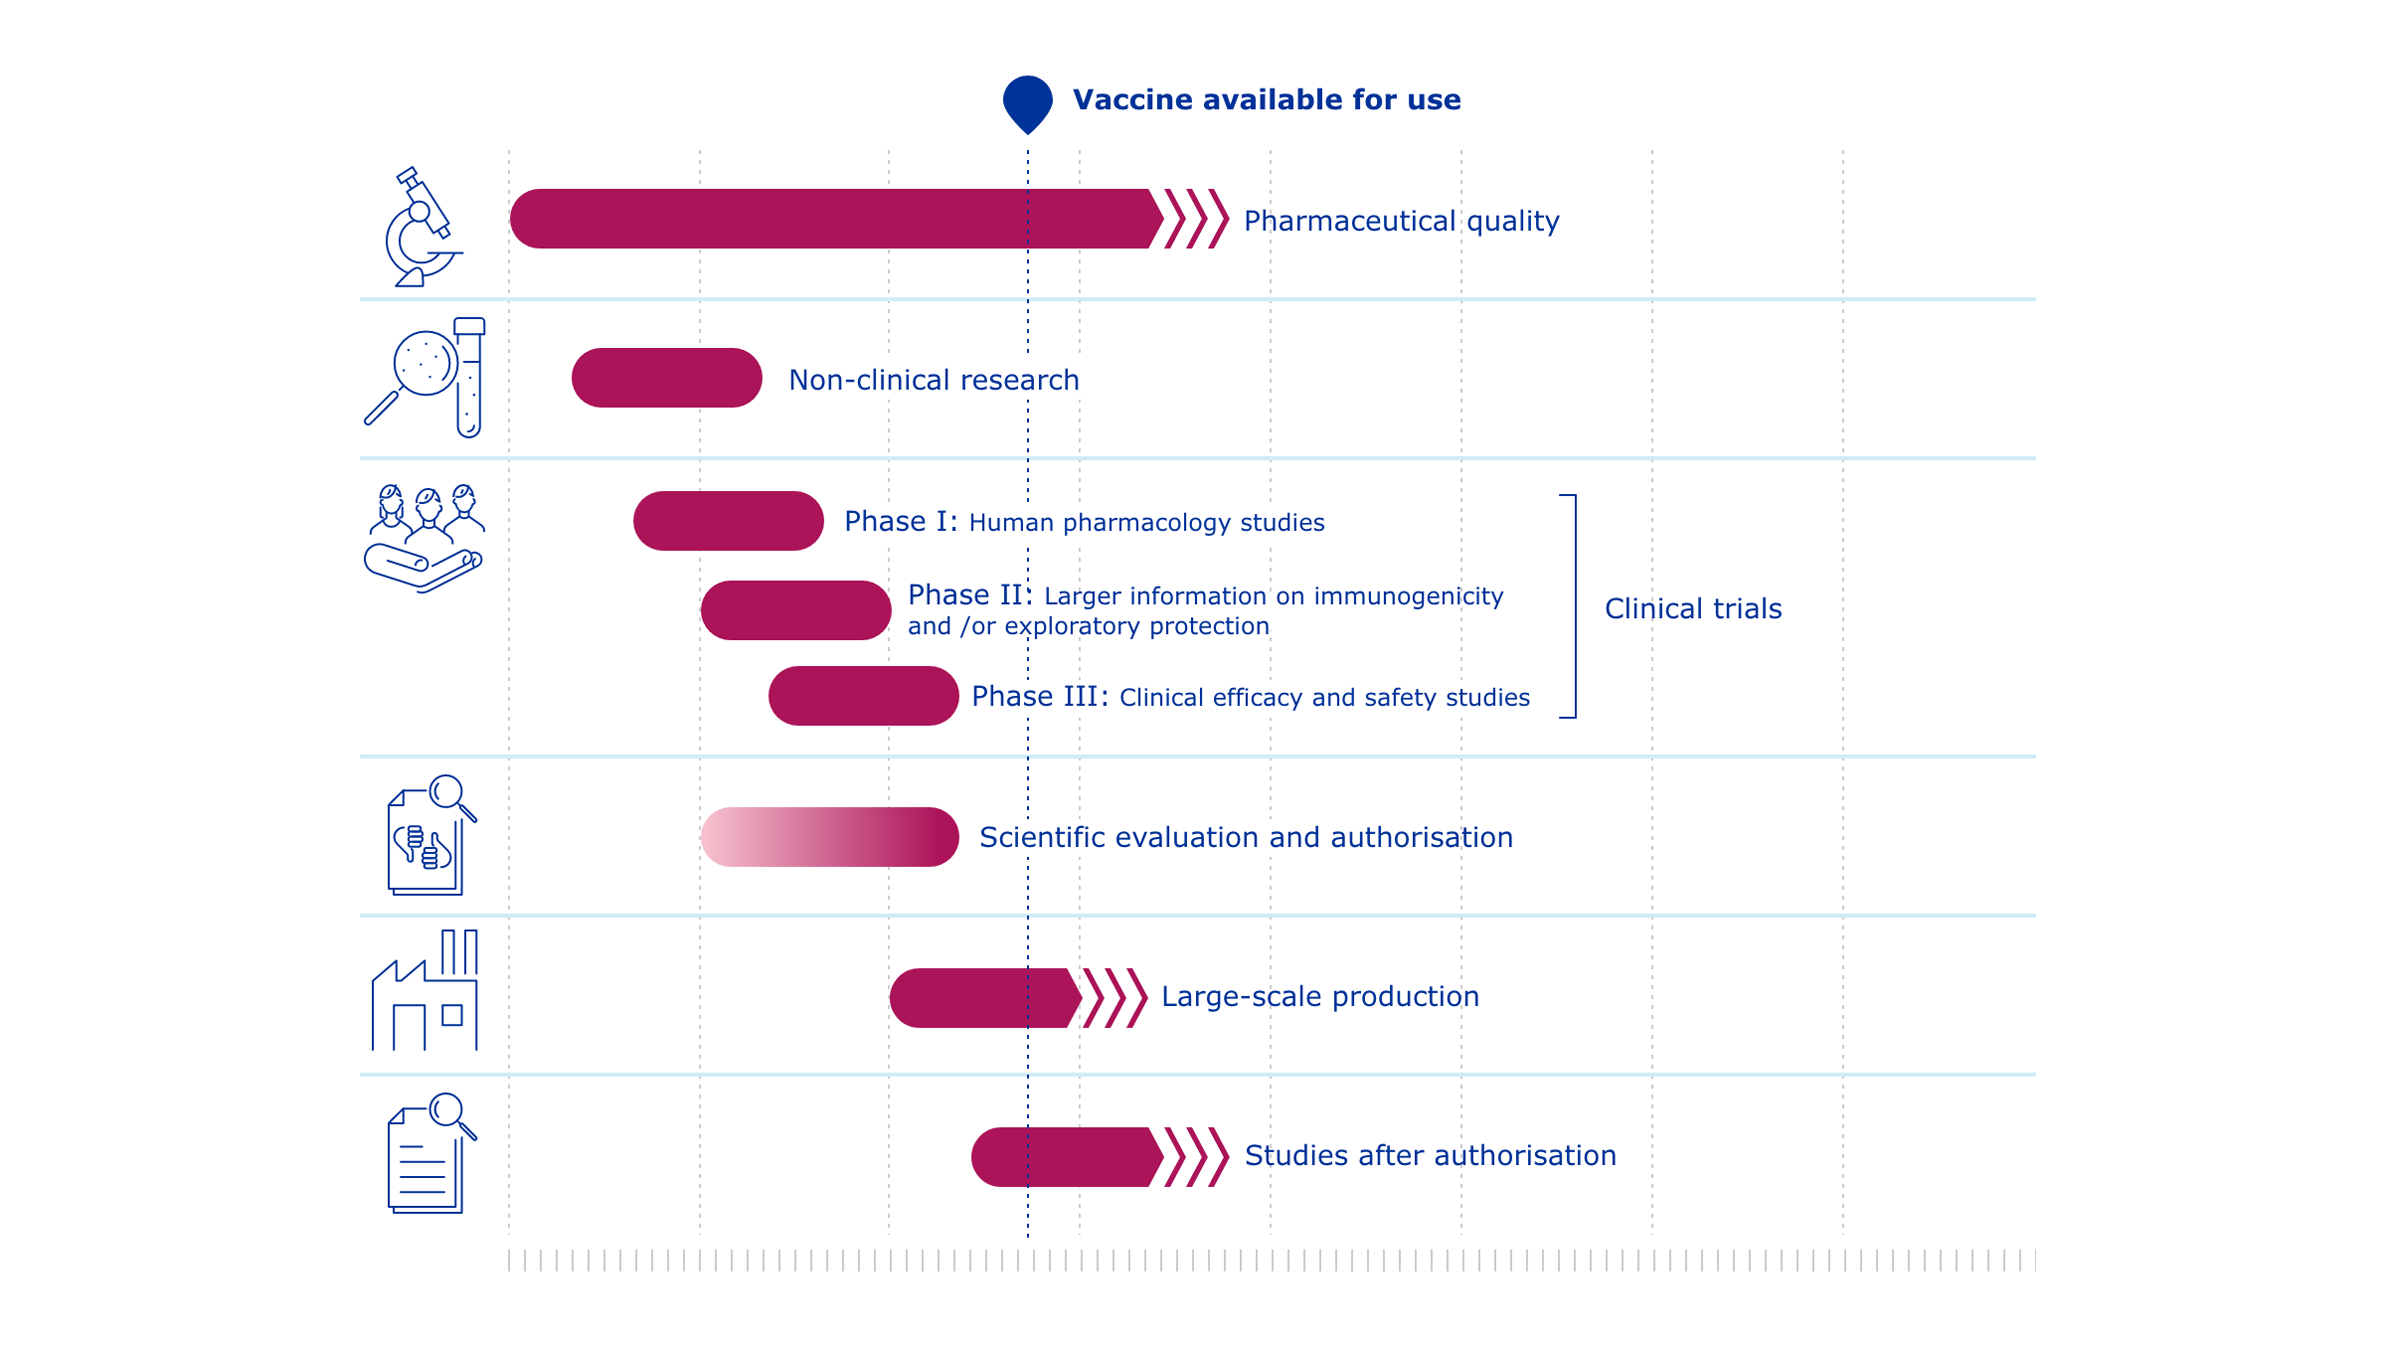 Vaccine available for use
Pharmaceutical quality
Non-clinical research
Phase I: Human pharmacology studies
Phase II: Larger information on immunogenicity
and /or exploratory protection
Clinical trials
Phase III: Clinical efficacy and safety studies
Scientific evaluation and authorisation
Large-scale production
Studies after authorisation